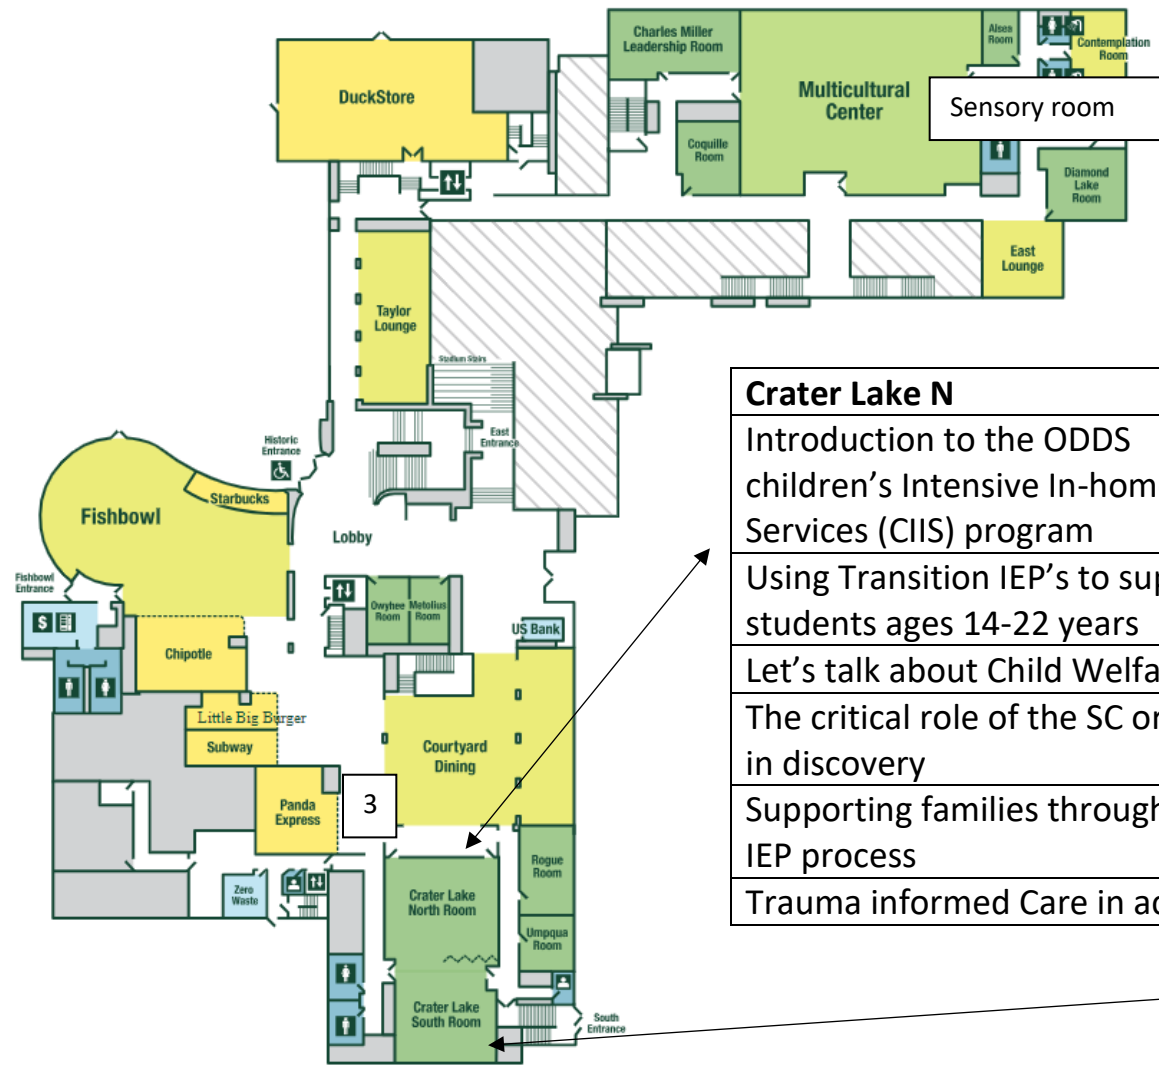 Charles Miller
Leadership Room
Alsea
Room
Contemplation
Room
DuckStore
Multicultural
Center
Sensory room
Coquille
Room
Diamond
Lake
Room
East
Lounge
Taylor
Lounge
Stadium Stairs
East
Entrance
Historic
Entrance
Starbucks
Fishbowl
Lobby
Fishbowl
Entrance
$
Owyhee
Room
Metolius
Room
US Bank
Chipotle
Little Big Burger
Subway
Courtyard
Dining
Panda
Express
3
Rogue
Room
Zero
Waste
Crater Lake
North Room
Umpqua
Room
Crater Lake
South Room
South
Entrance
Crater Lake N
Introduction to the ODDS
children’s Intensive In-hom
Services (CIIS) program
Using Transition IEP’s to sup
students ages 14-22 years
Let’s talk about Child Welfa
The critical role of the SC or
in discovery
Supporting families through
IEP process
Trauma informed Care in ac